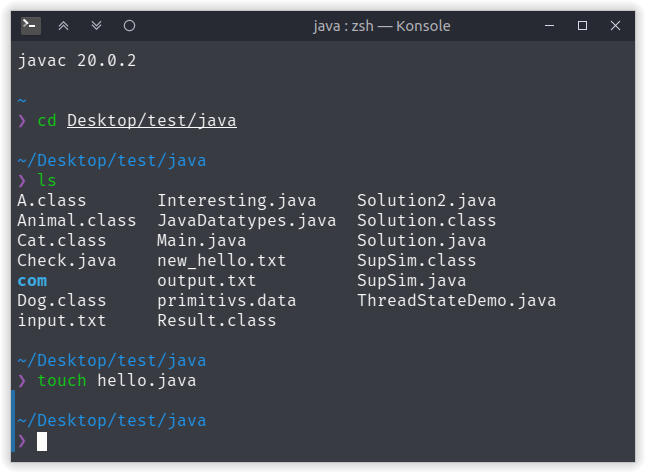 java : zsh — Konsole
javac 20.0.2
~
❯ cd Desktop/test/java
~/Desktop/test/java
❯ ls
A.class Interesting.java Solution2.java
Animal.class JavaDatatypes.java Solution.class
Cat.class Main.java Solution.java
Check.java new_hello.txt SupSim.class
com output.txt SupSim.java
Dog.class primitivs.data ThreadStateDemo.java
input.txt Result.class
~/Desktop/test/java
❯ touch hello.java
~/Desktop/test/java
❯